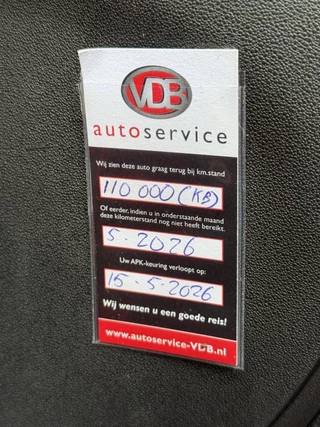 VDB
autoservice
Wij zien deze auto graag terug bij km.stand
110 000 (KB)
Of eerder, indien u in onderstaande maand
deze kilometerstand nog niet heeft bereikt.
5-2026
Uw APK-keuring verloopt op:
15-5-2026
Wij wensen u een goede reis!
www.autoservice-VDB.nl